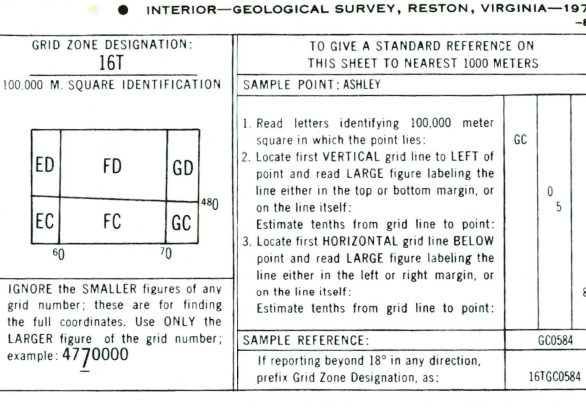 INTERIOR—GEOLOGICAL SURVEY, RESTON, VIRGINIA—197
—8
GRID ZONE DESIGNATION:
16T
100,000 M. SQUARE IDENTIFICATION
ED FD GD
480
EC FC GC
60 70
IGNORE the SMALLER figures of any
grid number; these are for finding
the full coordinates. Use ONLY the
LARGER figure of the grid number;
example: 4770000
TO GIVE A STANDARD REFERENCE ON
THIS SHEET TO NEAREST 1000 METERS
SAMPLE POINT: ASHLEY
1. Read letters identifying 100,000 meter
square in which the point lies: GC
2. Locate first VERTICAL grid line to LEFT of
point and read LARGE figure labeling the
line either in the top or bottom margin, or 0
on the line itself: 5
Estimate tenths from grid line to point:
3. Locate first HORIZONTAL grid line BELOW
point and read LARGE figure labeling the
line either in the left or right margin, or
on the line itself: 8
Estimate tenths from grid line to point:
SAMPLE REFERENCE: GC0584
If reporting beyond 18° in any direction,
prefix Grid Zone Designation, as: 16TGC0584